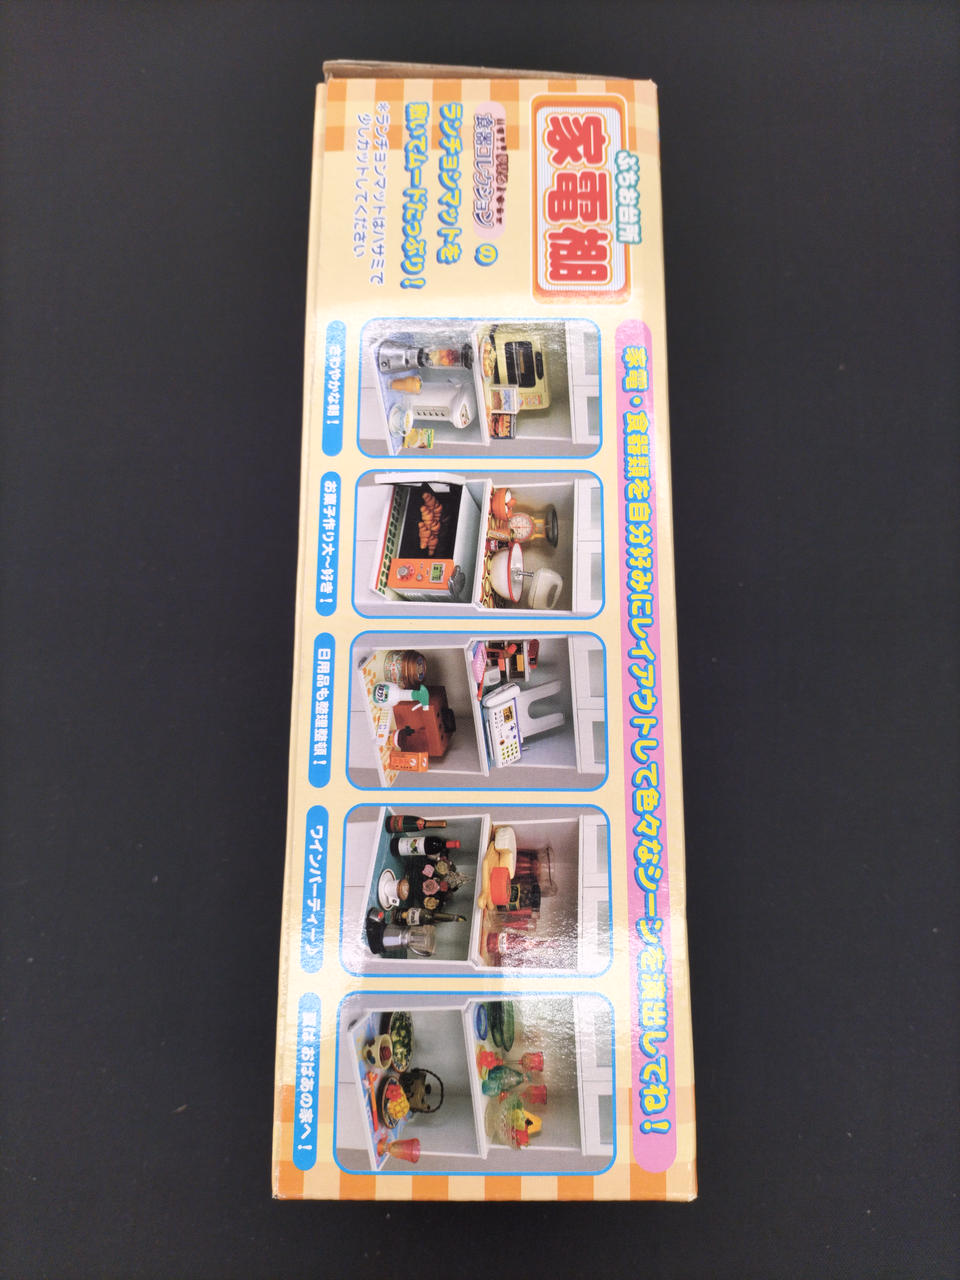 ぷちお台所
家電棚
食器コレクション
の
ランチョンマットを
敷いてムードたっぷり!
※ランチョンマットはハサミで
少しカットしてください
家電・食器類を自分好みにレイアウトして色々なシーンを演出してね!
さわやかな朝!
お菓子作り大〜好き!
日用品も整理整頓!
ワインパーティー♪
夏はおばあの家へ!